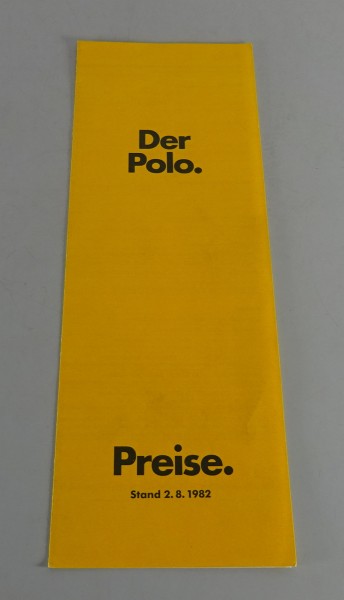 Der
Polo.
Preise.
Stand 2.8.1982